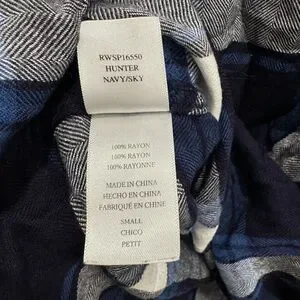 RWSP16550
HUNTER
NAVY/SKY
100% RAYON
100% RAYON
100% RAYONNE
MADE IN CHINA
HECHO EN CHINA
FABRIQUÉ EN CHINE
SMALL
CHICO
PETIT